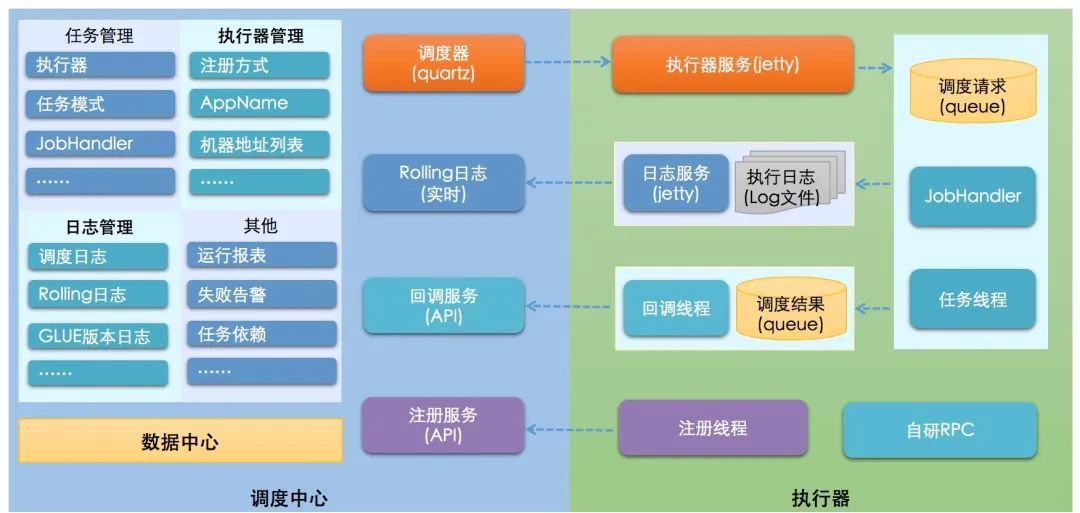 任务管理
执行器
任务模式
JobHandler
……
执行器管理
注册方式
AppName
机器地址列表
……
日志管理
调度日志
Rolling日志
GLUE版本日志
……
其他
运行报表
失败告警
任务依赖
……
数据中心
调度器
(quartz)
Rolling日志
(实时)
回调服务
(API)
注册服务
(API)
调度中心
执行器服务(jetty)
调度请求
(queue)
日志服务
(jetty)
执行日志
(Log文件)
JobHandler
回调线程
调度结果
(queue)
任务线程
注册线程
自研RPC
执行器